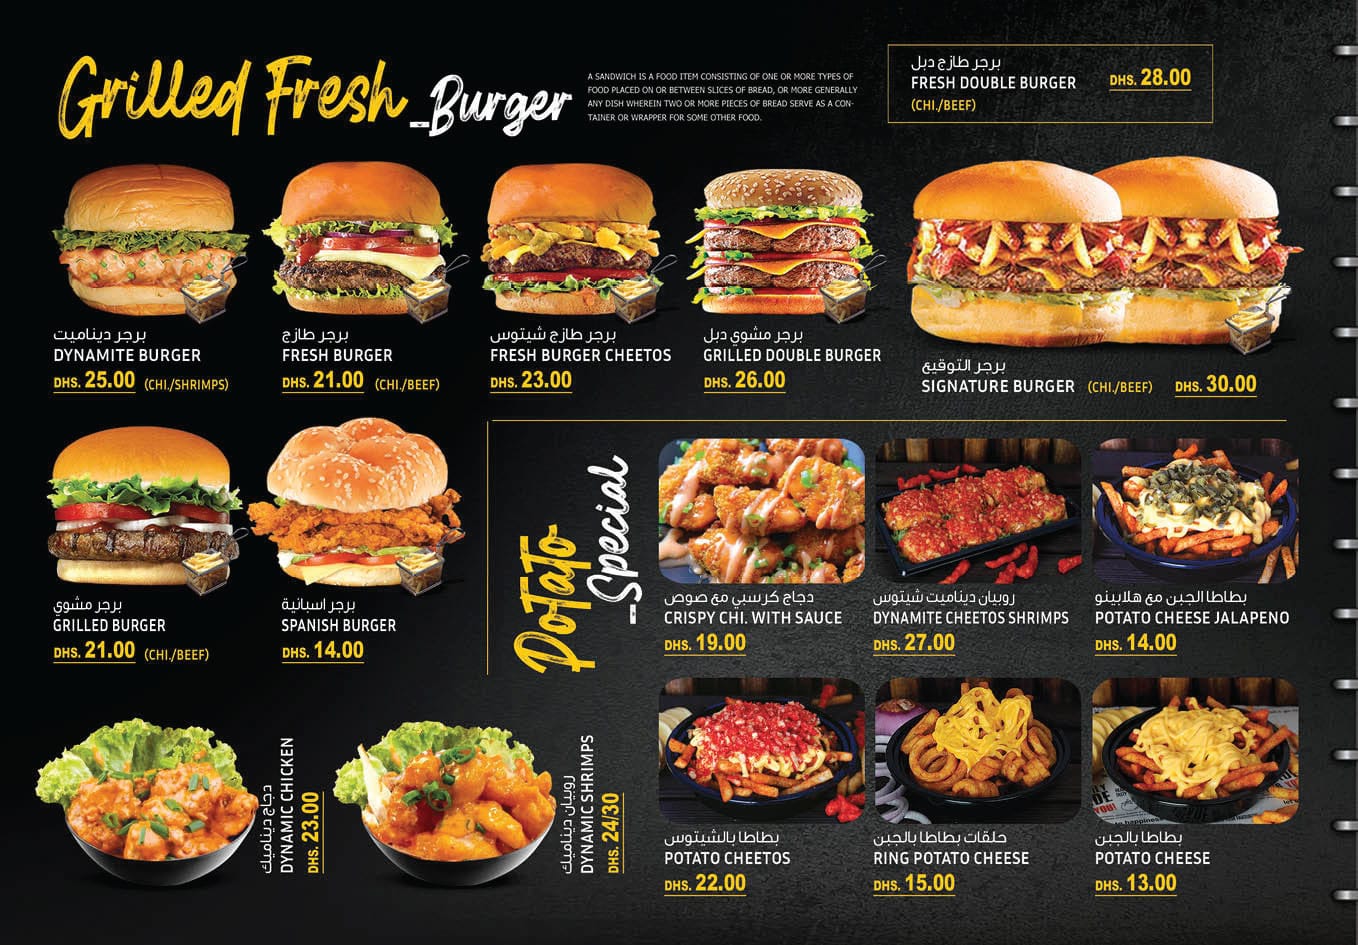 Grilled Fresh _Burger
A SANDWICH IS A FOOD ITEM CONSISTING OF ONE OR MORE TYPES OF
FOOD PLACED ON OR BETWEEN SLICES OF BREAD, OR MORE GENERALLY
ANY DISH WHEREIN TWO OR MORE PIECES OF BREAD SERVE AS A CON-
TAINER OR WRAPPER FOR SOME OTHER FOOD.
برجر طازج دبل
FRESH DOUBLE BURGER DHS. 28.00
(CHI./BEEF)
برجر ديناميت
DYNAMITE BURGER
DHS. 25.00 (CHI./SHRIMPS)
برجر طازج
FRESH BURGER
DHS. 21.00 (CHI./BEEF)
برجر طازج شيتوس
FRESH BURGER CHEETOS
DHS. 23.00
برجر مشوي دبل
GRILLED DOUBLE BURGER
DHS. 26.00
برجر التوقيع
SIGNATURE BURGER (CHI./BEEF) DHS. 30.00
برجر مشوي
GRILLED BURGER
DHS. 21.00 (CHI./BEEF)
برجر اسبانية
SPANISH BURGER
DHS. 14.00
PoTaTo
_Special
دجاج كرسبي مع صوص
CRISPY CHI. WITH SAUCE
DHS. 19.00
روبيان ديناميت شيتوس
DYNAMITE CHEETOS SHRIMPS
DHS. 27.00
بطاطا الجبن مع هلابينو
POTATO CHEESE JALAPENO
DHS. 14.00
دجاج ديناميك
DYNAMIC CHICKEN
DHS. 23.00
روبيان ديناميك
DYNAMIC SHRIMPS
DHS. 24/30
بطاطا بالشيتوس
POTATO CHEETOS
DHS. 22.00
حلقات بطاطا بالجبن
RING POTATO CHEESE
DHS. 15.00
بطاطا بالجبن
POTATO CHEESE
DHS. 13.00